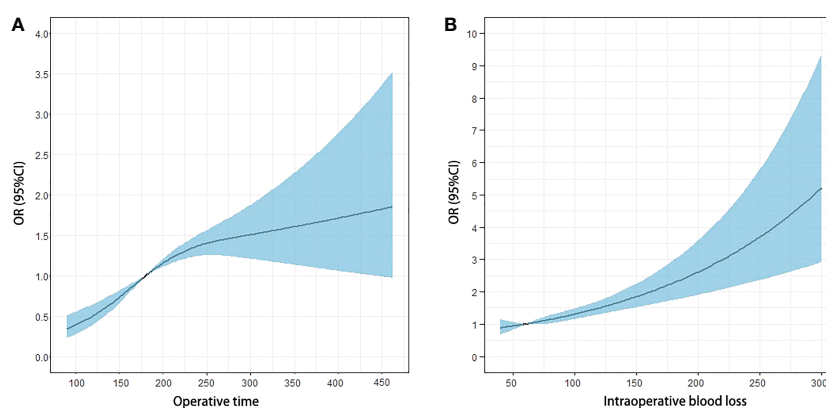 A
4.0
3.5
3.0
2.5
2.0
1.5
1.0
0.5
0.0
OR (95%CI)
100 150 200 250 300 350 400 450
Operative time
B
10
9
8
7
6
5
4
3
2
1
0
OR (95%CI)
50 100 150 200 250 300
Intraoperative blood loss